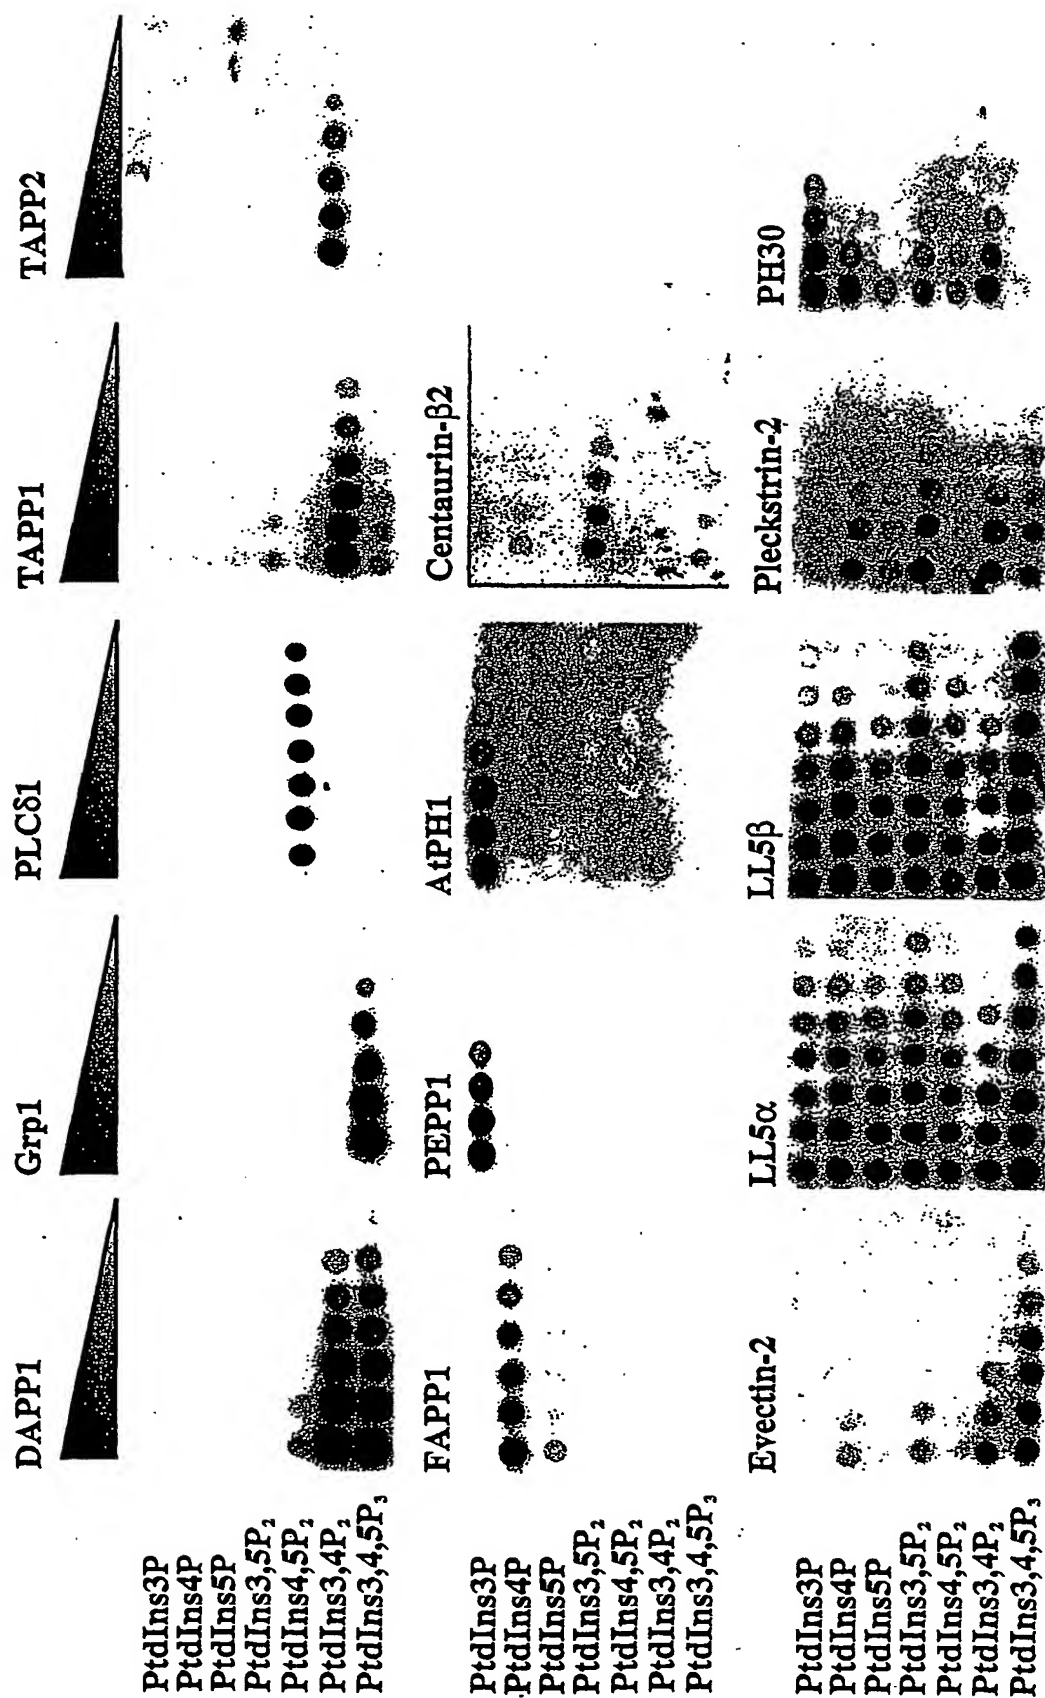 DAPP1
Grp1
PLCδ1
TAPP1
TAPP2
PtdIns3P
PtdIns4P
PtdIns5P
PtdIns3,5P₂
PtdIns4,5P₂
PtdIns3,4P₂
PtdIns3,4,5P₃
FAPP1
PEPP1
AtPH1
Centaurin-β2
PtdIns3P
PtdIns4P
PtdIns5P
PtdIns3,5P₂
PtdIns4,5P₂
PtdIns3,4P₂
PtdIns3,4,5P₃
Evectin-2
LL5α
LL5β
Pleckstrin-2
PH30
PtdIns3P
PtdIns4P
PtdIns5P
PtdIns3,5P₂
PtdIns4,5P₂
PtdIns3,4P₂
PtdIns3,4,5P₃